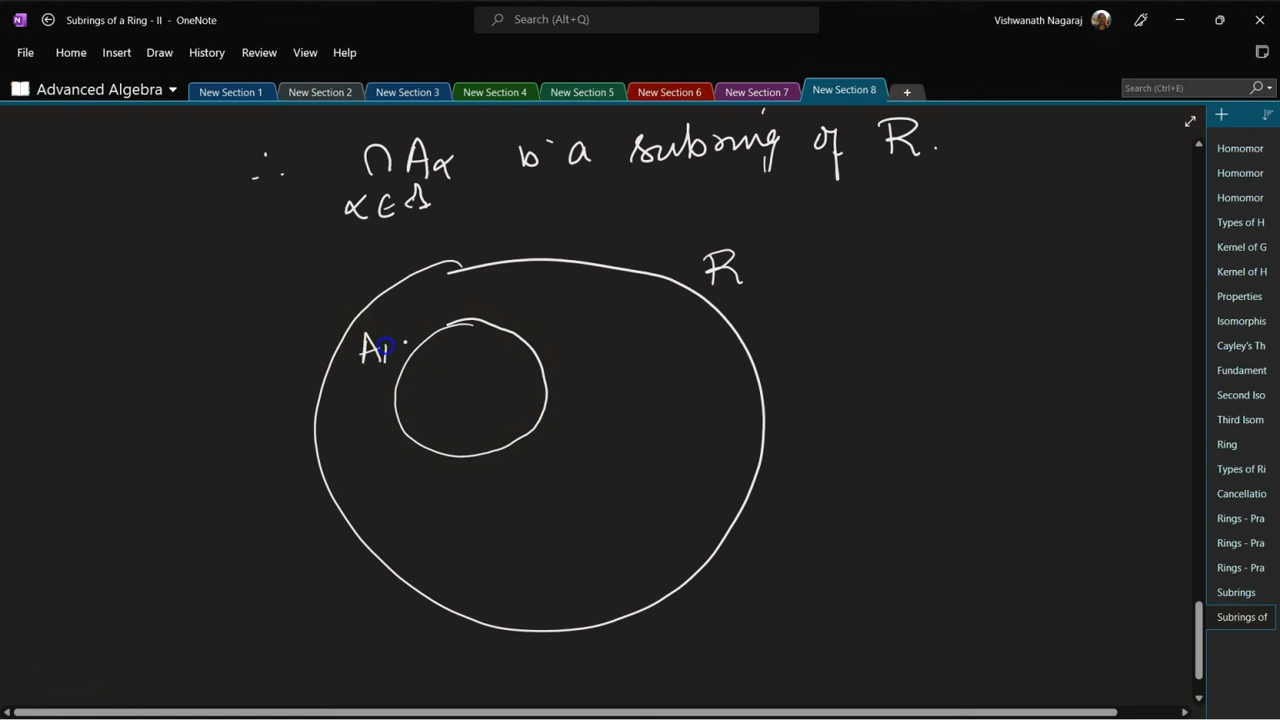 Subrings of a Ring - II - OneNote
Search (Alt+Q)
Vishwanath Nagaraj
File Home Insert Draw History Review View Help
Advanced Algebra
New Section 1 New Section 2 New Section 3 New Section 4 New Section 5 New Section 6 New Section 7 New Section 8
Search (Ctrl+E)
∴ ∩ Aα is a subring of R.
α ∈ Δ
R
A1
Homomor
Homomor
Homomor
Types of H
Kernel of G
Kernel of H
Properties
Isomorphis
Cayley's Th
Fundament
Second Iso
Third Isom
Ring
Types of Ri
Cancellatio
Rings - Pra
Rings - Pra
Rings - Pra
Subrings
Subrings of